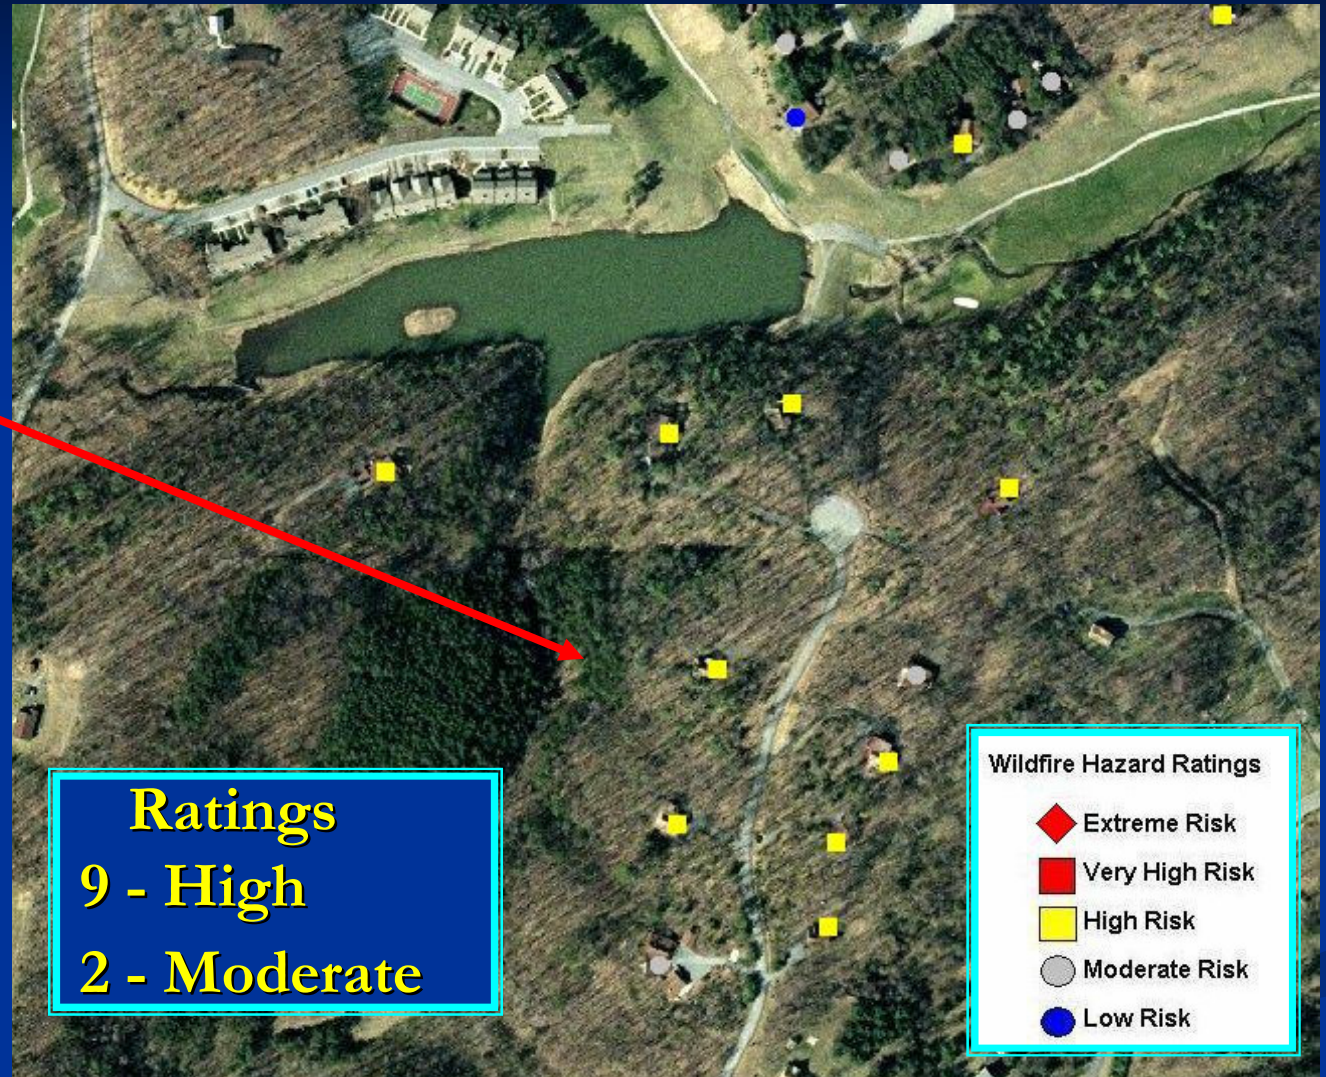 Ratings
9 - High
2 - Moderate
Wildfire Hazard Ratings
Extreme Risk
Very High Risk
High Risk
Moderate Risk
Low Risk